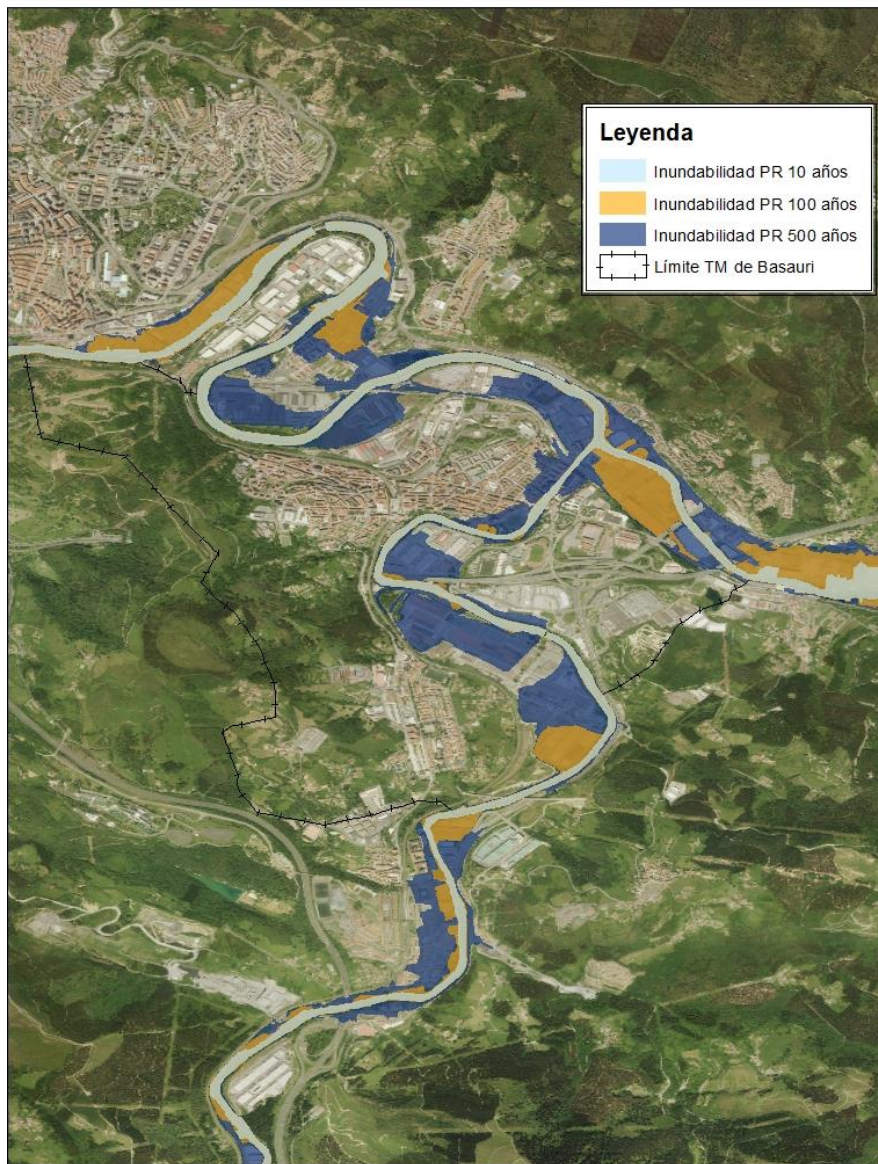 Leyenda
Inundabilidad PR 10 años
Inundabilidad PR 100 años
Inundabilidad PR 500 años
Límite TM de Basauri